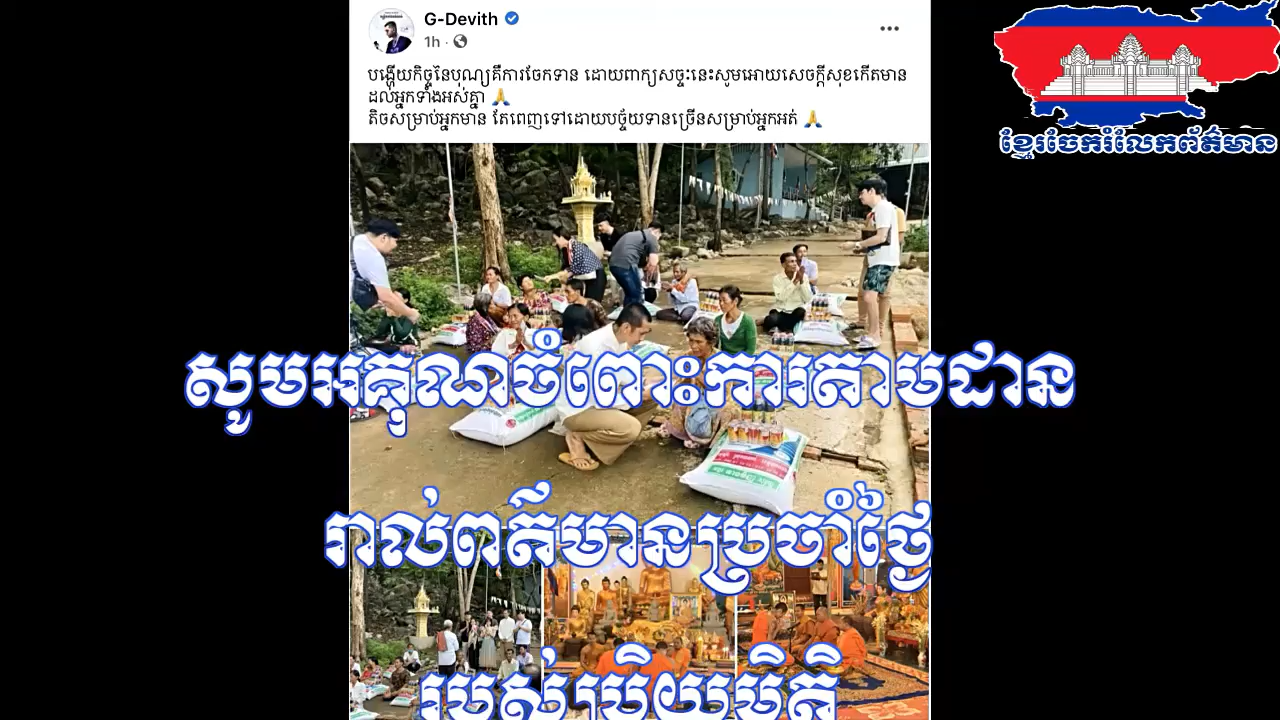 G-Devith
1h ·
បង្ហើយកិច្ចនៃបុណ្យគឺការចែកទាន ដោយពាក្យសច្ចៈនេះសូមអោយសេចក្ដីសុខកើតមាន
ដល់អ្នកទាំងអស់គ្នា 🙏
តិចសម្រាប់អ្នកមាន តែពេញទៅដោយបច្ច័យទានច្រើនសម្រាប់អ្នកអត់ 🙏
ខ្មែរចែករំលែកព័ត៌មាន
សូមអគុណចំពោះការតាមដាន
រាល់ពត័មានប្រចាំថ្ងៃ
របស់ប្រិយមិត្តិ